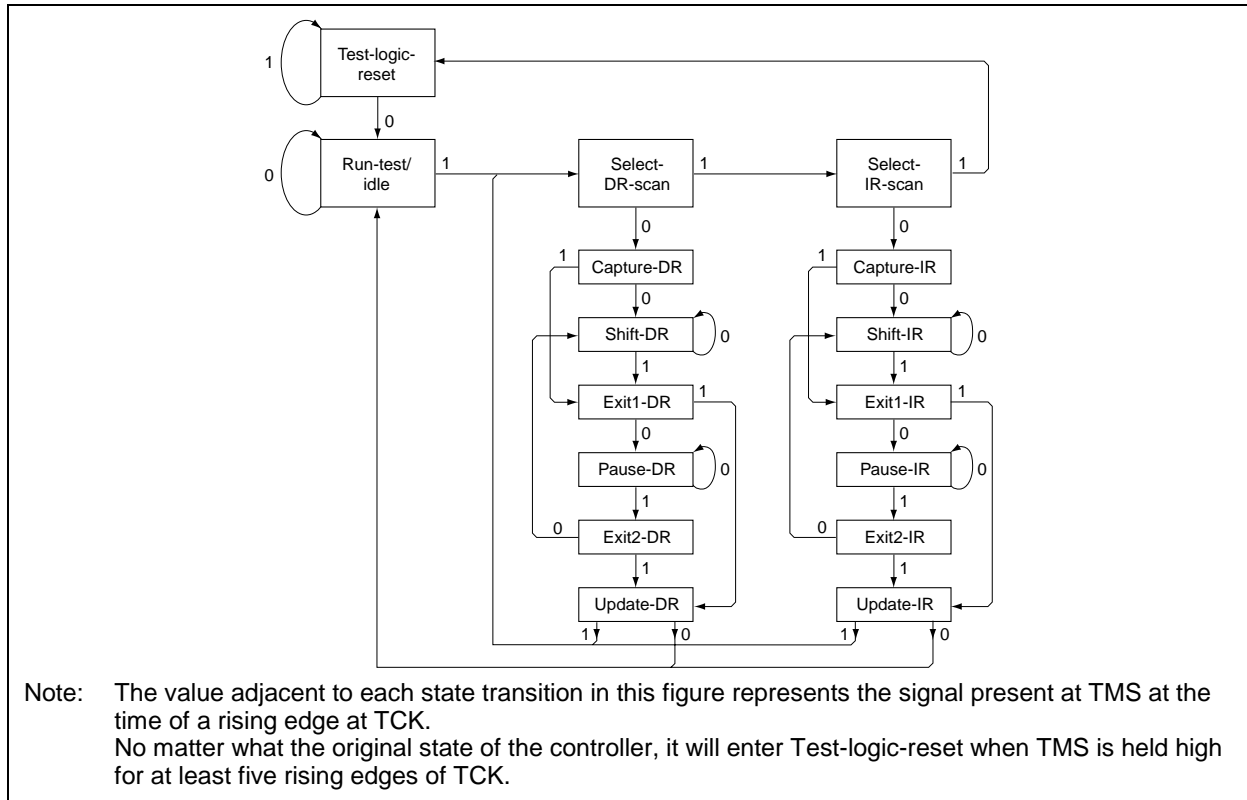 Test-logic-
reset
1
0
Run-test/
idle
0
1
Select-
DR-scan
1
Select-
IR-scan
1
0
0
Capture-DR
1
Capture-IR
1
0
0
Shift-DR
0
Shift-IR
0
1
1
Exit1-DR
1
Exit1-IR
1
0
0
Pause-DR
0
Pause-IR
0
1
1
Exit2-DR
0
Exit2-IR
0
1
1
Update-DR
Update-IR
1
0
1
0
Note: The value adjacent to each state transition in this figure represents the signal present at TMS at the
time of a rising edge at TCK.
No matter what the original state of the controller, it will enter Test-logic-reset when TMS is held high
for at least five rising edges of TCK.